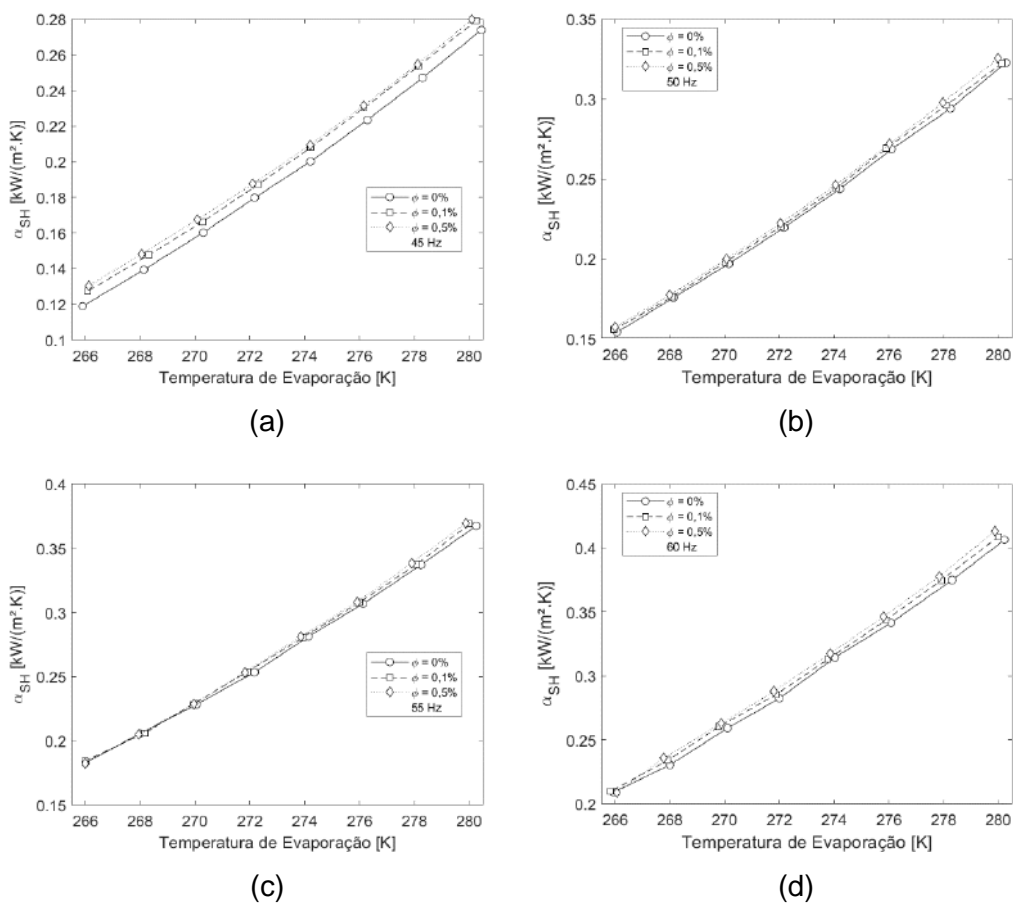 0.28
0.26
0.24
0.22
0.2
0.18
0.16
0.14
0.12
0.1
α_SH [kW/(m².K)]
ϕ = 0%
ϕ = 0,1%
ϕ = 0,5%
45 Hz
266 268 270 272 274 276 278 280
Temperatura de Evaporação [K]
(a)
0.35
0.3
0.25
0.2
0.15
α_SH [kW/(m².K)]
ϕ = 0%
ϕ = 0,1%
ϕ = 0,5%
50 Hz
266 268 270 272 274 276 278 280
Temperatura de Evaporação [K]
(b)
0.4
0.35
0.3
0.25
0.2
0.15
α_SH [kW/(m².K)]
ϕ = 0%
ϕ = 0,1%
ϕ = 0,5%
55 Hz
266 268 270 272 274 276 278 280
Temperatura de Evaporação [K]
(c)
0.45
0.4
0.35
0.3
0.25
0.2
α_SH [kW/(m².K)]
ϕ = 0%
ϕ = 0,1%
ϕ = 0,5%
60 Hz
266 268 270 272 274 276 278 280
Temperatura de Evaporação [K]
(d)